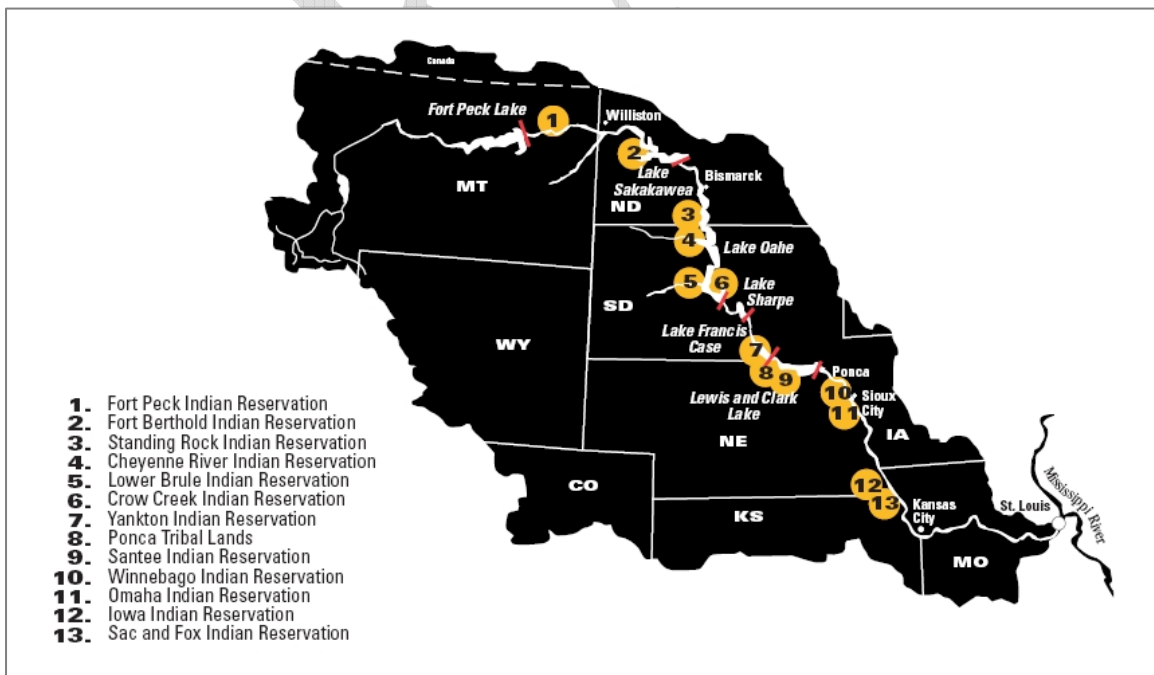 Canada
Fort Peck Lake
1
Williston
2
Lake
Sakakawea
Bismarck
MT
ND
3
4
Lake Oahe
5
6
Lake
Sharpe
SD
Lake Francis
Case
WY
7
8
9
Ponca
10
Sioux
City
11
Lewis and Clark
Lake
NE
IA
CO
12
13
KS
Kansas
City
St. Louis
Mississippi River
MO
1. Fort Peck Indian Reservation
2. Fort Berthold Indian Reservation
3. Standing Rock Indian Reservation
4. Cheyenne River Indian Reservation
5. Lower Brule Indian Reservation
6. Crow Creek Indian Reservation
7. Yankton Indian Reservation
8. Ponca Tribal Lands
9. Santee Indian Reservation
10. Winnebago Indian Reservation
11. Omaha Indian Reservation
12. Iowa Indian Reservation
13. Sac and Fox Indian Reservation